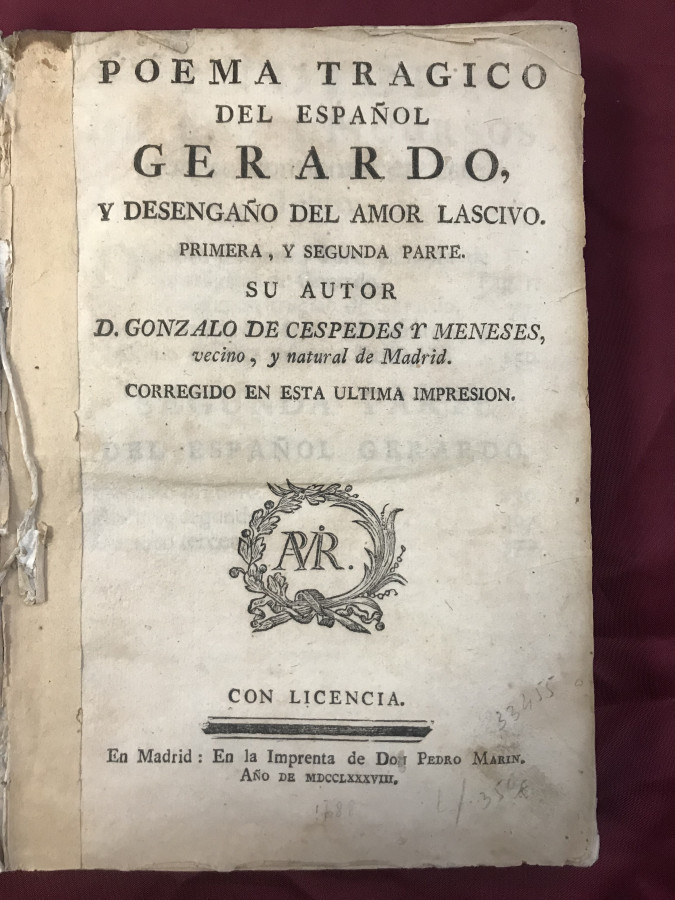 POEMA TRAGICO
DEL ESPAÑOL
GERARDO,
Y DESENGAÑO DEL AMOR LASCIVO.
PRIMERA, Y SEGUNDA PARTE.
SU AUTOR
D. GONZALO DE CESPEDES Y MENESES,
vecino, y natural de Madrid.
CORREGIDO EN ESTA ULTIMA IMPRESION.
CON LICENCIA.
33455
En Madrid: En la Imprenta de Don PEDRO MARIN.
AÑO DE MDCCLXXXVIII.
1788